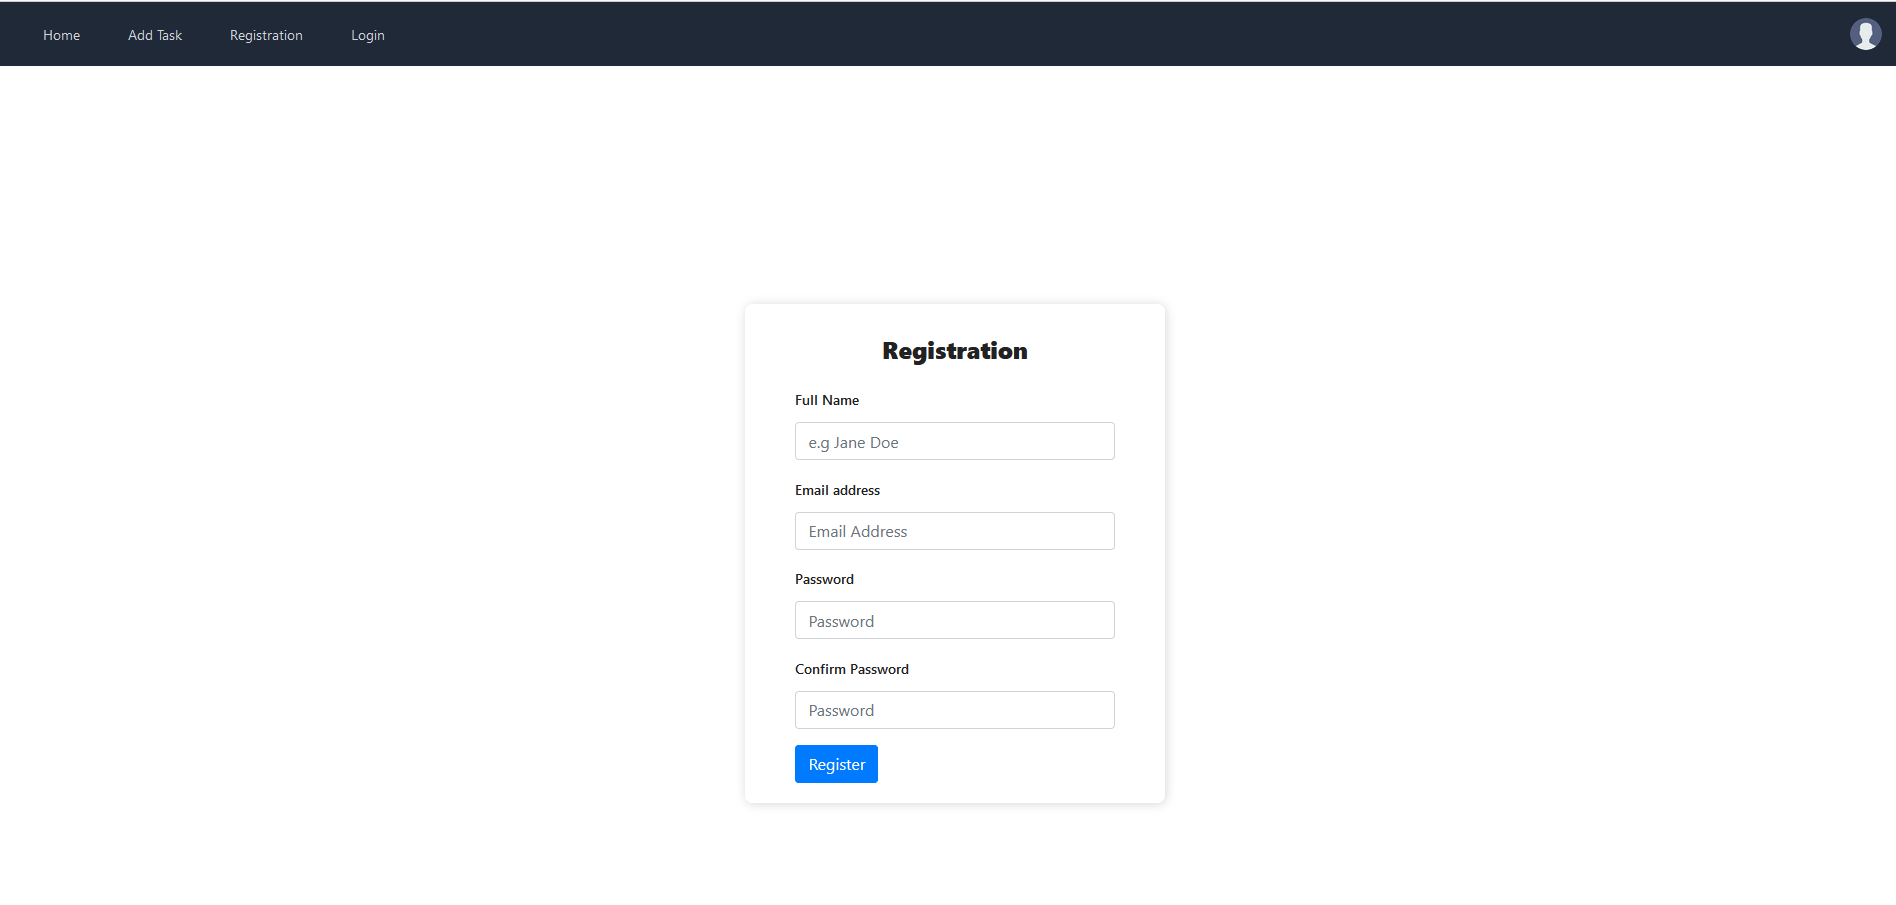 Home Add Task Registration Login
Registration
Full Name
e.g Jane Doe
Email address
Email Address
Password
Password
Confirm Password
Password
Register